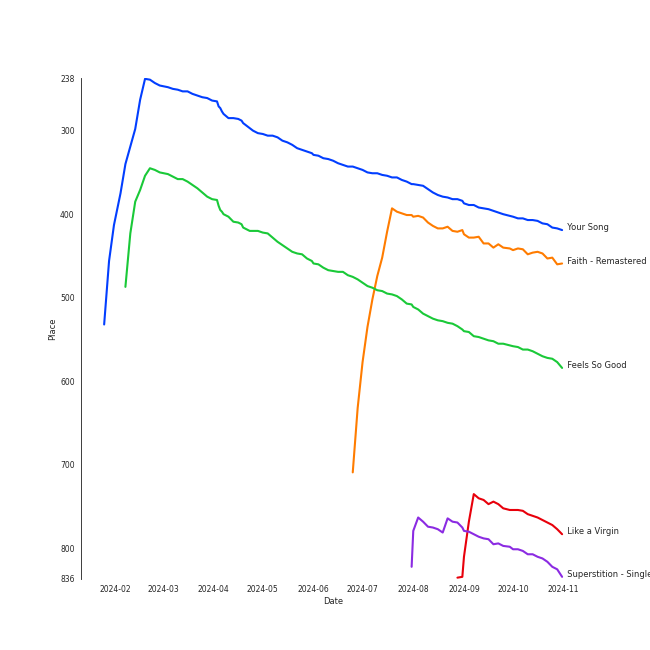 238
300
400
500
600
700
800
836
Place
2024-02 2024-03 2024-04 2024-05 2024-06 2024-07 2024-08 2024-09 2024-10 2024-11
Date
Your Song
Faith - Remastered
Feels So Good
Like a Virgin
Superstition - Single